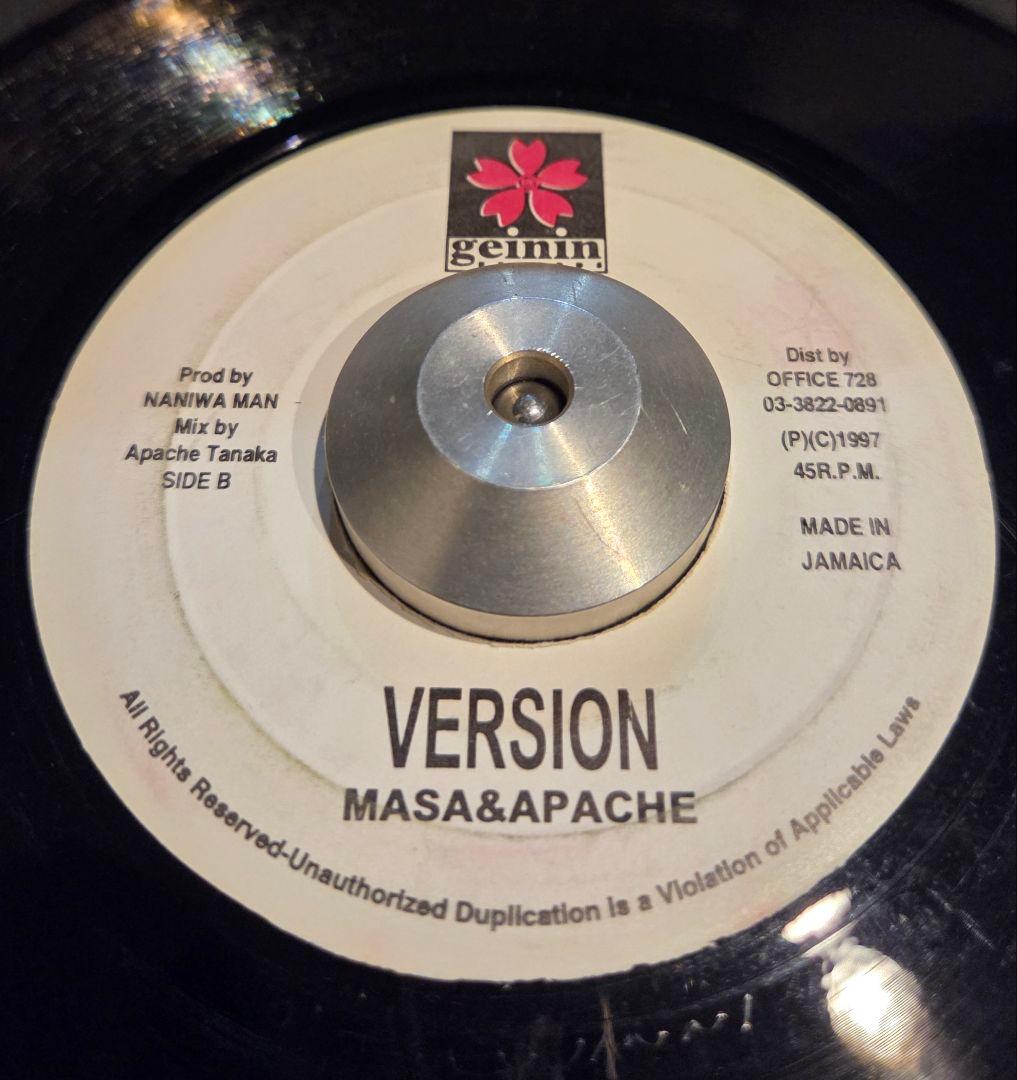 geinin
Prod by
NANIWA MAN
Mix by
Apache Tanaka
SIDE B
Dist by
OFFICE 728
03-3822-0891
(P)(C)1997
45R.P.M.
MADE IN
JAMAICA
VERSION
MASA&APACHE
All Rights Reserved-Unauthorized Duplication is a Violation of Applicable Laws